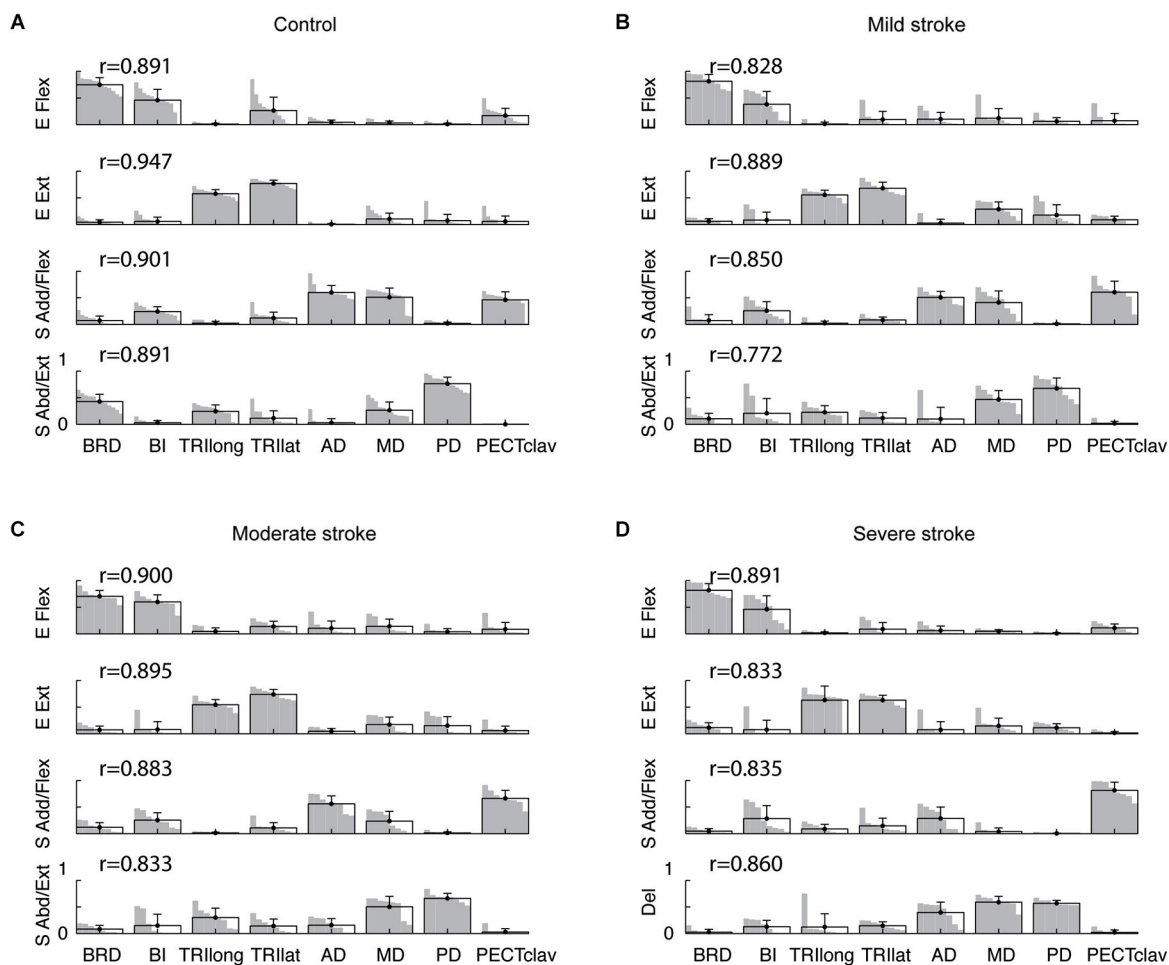 A
Control
E Flex
r=0.891
E Ext
r=0.947
S Add/Flex
r=0.901
S Abd/Ext
1
0
r=0.891
BRD BI TRIlong TRIlat AD MD PD PECTclav
B
Mild stroke
E Flex
r=0.828
E Ext
r=0.889
S Add/Flex
r=0.850
S Abd/Ext
1
0
r=0.772
BRD BI TRIlong TRIlat AD MD PD PECTclav
C
Moderate stroke
E Flex
r=0.900
E Ext
r=0.895
S Add/Flex
r=0.883
S Abd/Ext
1
0
r=0.833
BRD BI TRIlong TRIlat AD MD PD PECTclav
D
Severe stroke
E Flex
r=0.891
E Ext
r=0.833
S Add/Flex
r=0.835
Del
1
0
r=0.860
BRD BI TRIlong TRIlat AD MD PD PECTclav